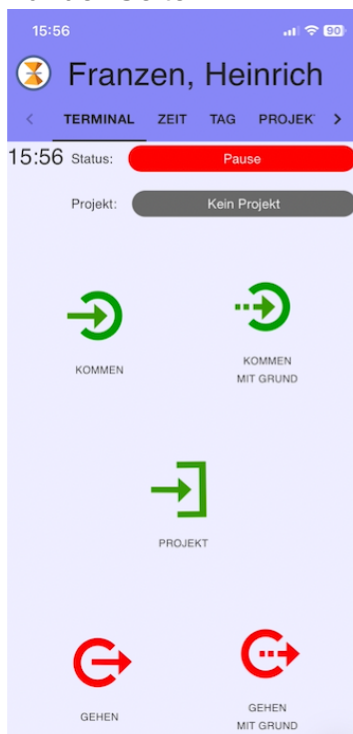 15:56
90
Franzen, Heinrich
< TERMINAL ZEIT TAG PROJEK >
15:56 Status: Pause
Projekt: Kein Projekt
KOMMEN
KOMMEN
MIT GRUND
PROJEKT
GEHEN
GEHEN
MIT GRUND